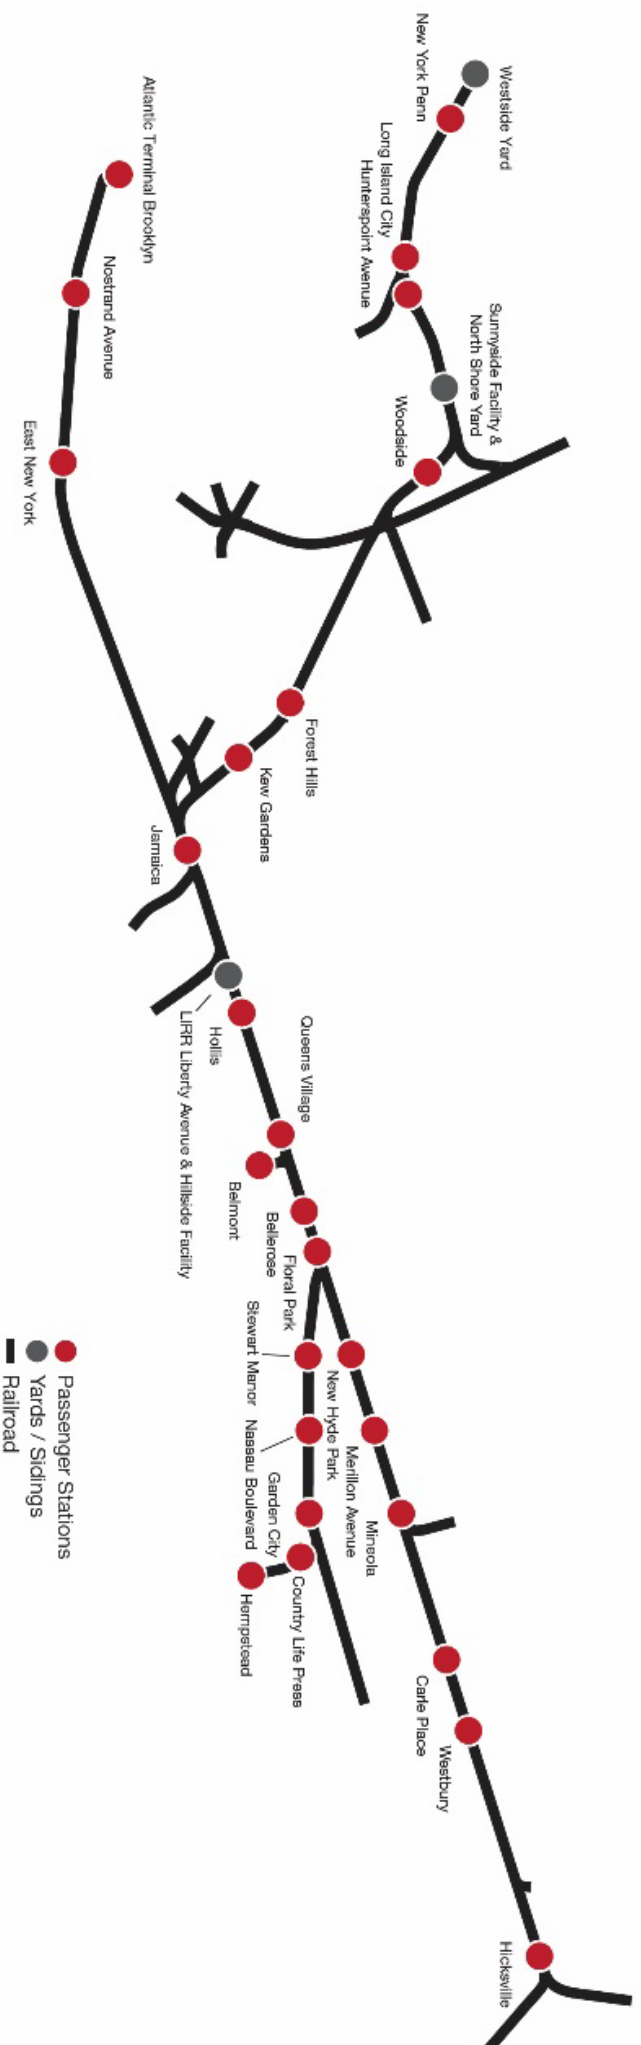 Westside Yard
New York Penn
Long Island City
Hunterspoint Avenue
Sunnyside Facility &
North Shore Yard
Woodside
Forest Hills
Kew Gardens
Atlantic Terminal Brooklyn
Nostrand Avenue
East New York
Jamaica
Hollis
LIRR Liberty Avenue & Hillside Facility
Queens Village
Belmont
Bellerose
Floral Park
Stewart Manor
New Hyde Park
Nassau Boulevard
Merillon Avenue
Garden City
Mineola
Country Life Press
Hempstead
Carle Place
Westbury
Hicksville
Passenger Stations
Yards / Sidings
Railroad